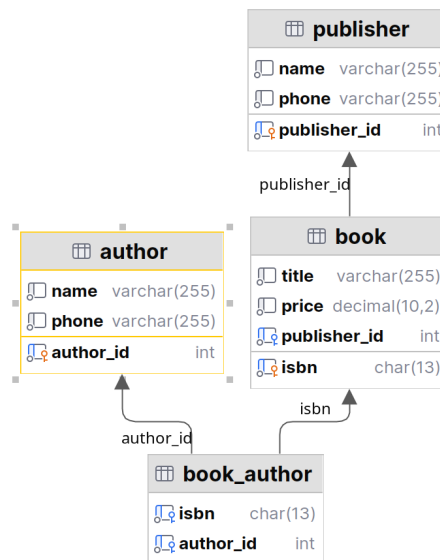 publisher
name varchar(255)
phone varchar(255)
publisher_id int
publisher_id
book
title varchar(255)
price decimal(10,2)
publisher_id int
isbn char(13)
author
name varchar(255)
phone varchar(255)
author_id int
isbn
author_id
book_author
isbn char(13)
author_id int